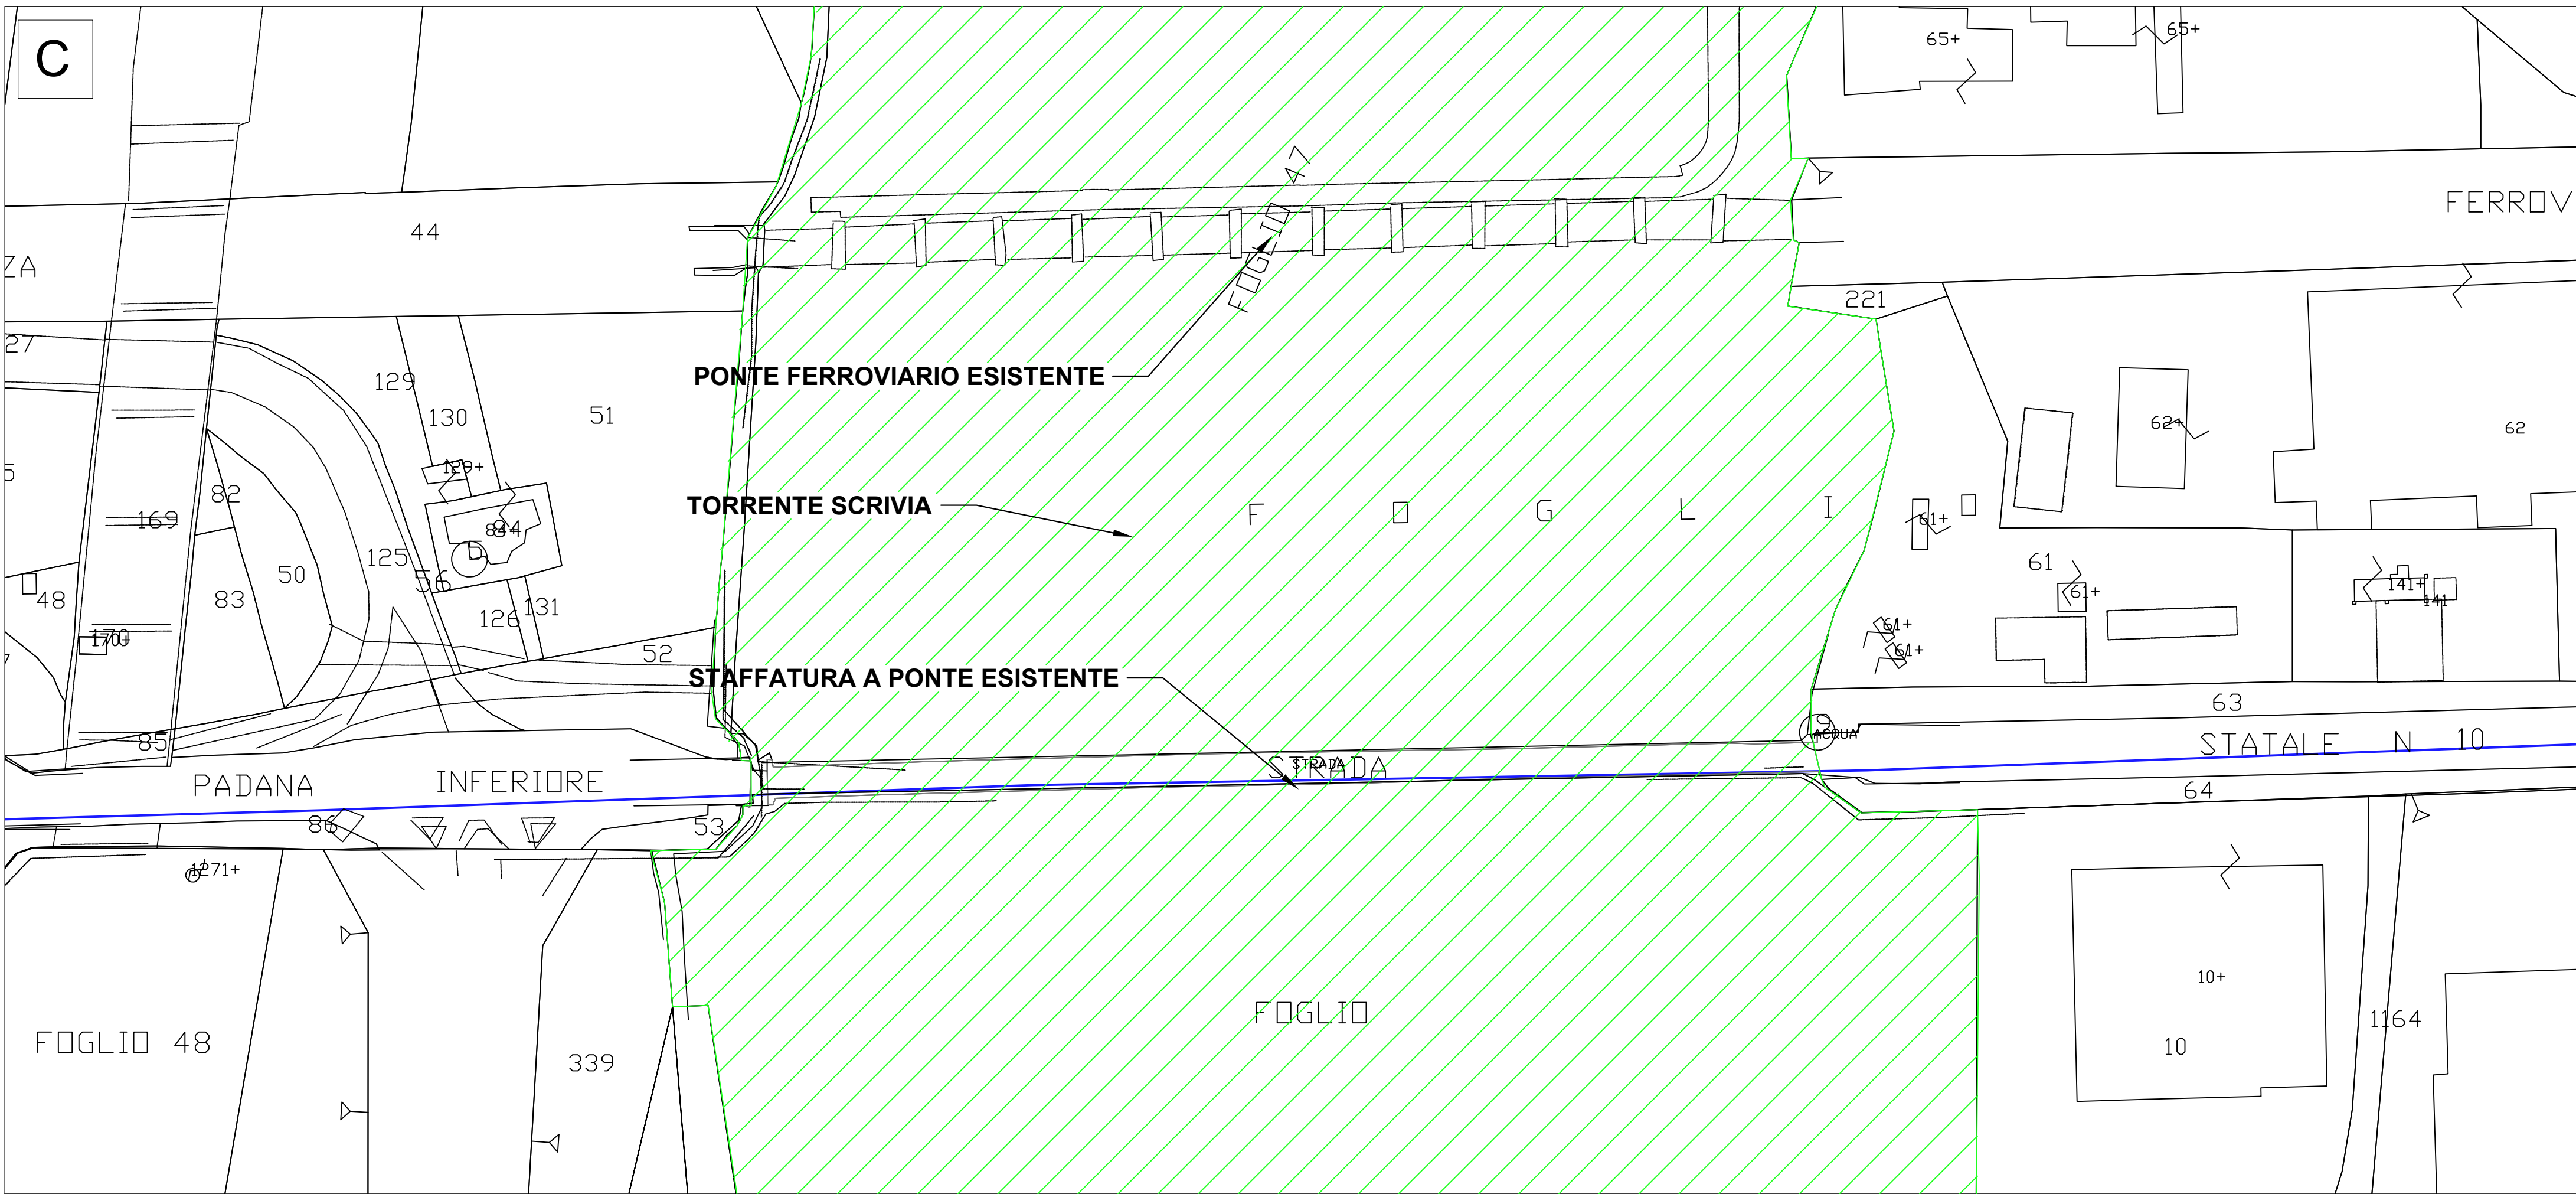 C
65+
65+
FOGLIO 47
FERROV
44
ZA
221
27
129
130
51
PONTE FERROVIARIO ESISTENTE
62+
62
129+
82
169
84
TORRENTE SCRIVIA
F O G L I
61+
125
56
50
48
83
126
131
61
61+
141+
141
170+
61+
61+
52
STAFFATURA A PONTE ESISTENTE
63
9
ACQUA
85
STATALE N 10
STRADA
STRADA
PADANA INFERIORE
64
86
53
1271+
10+
FOGLIO
1164
FOGLIO 48
10
339